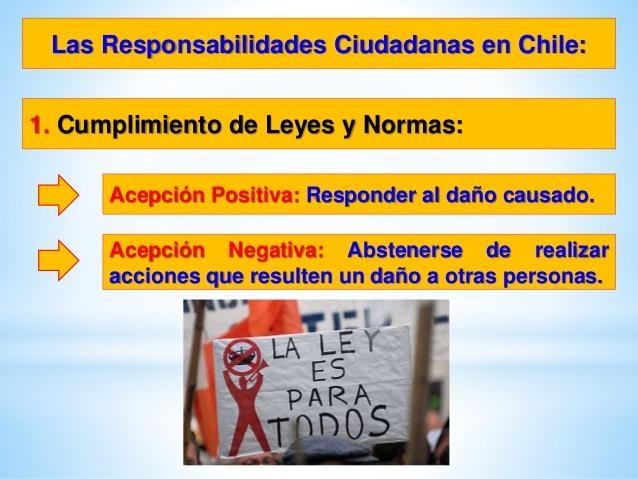 Las Responsabilidades Ciudadanas en Chile:
1. Cumplimiento de Leyes y Normas:
Acepción Positiva: Responder al daño causado.
Acepción Negativa: Abstenerse de realizar
acciones que resulten un daño a otras personas.
LA LEY
ES
PARA
TODOS